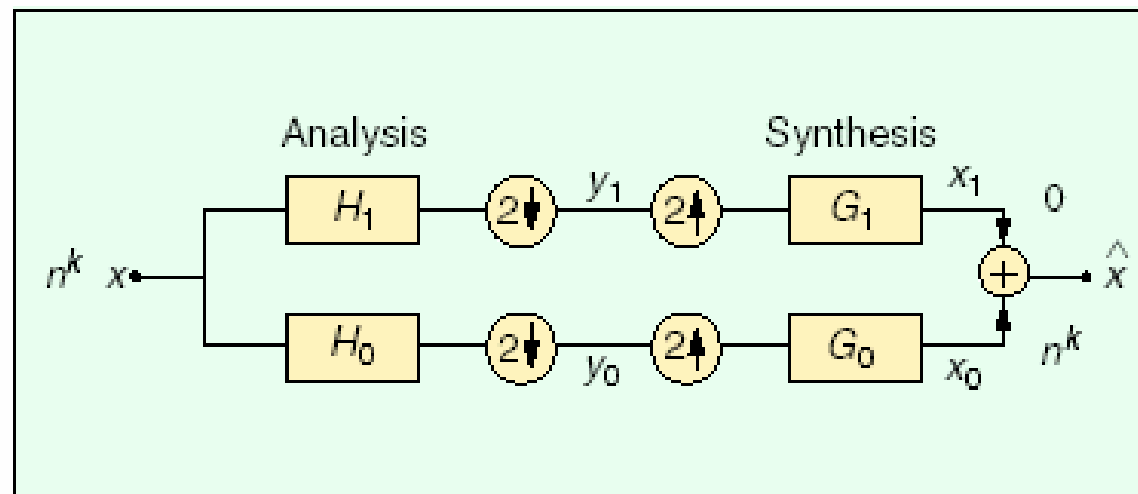 Analysis Synthesis
H₁ 2 y₁ 2 G₁ x₁ 0
nᵏ x + x̂
H₀ 2 y₀ 2 G₀ x₀ nᵏ